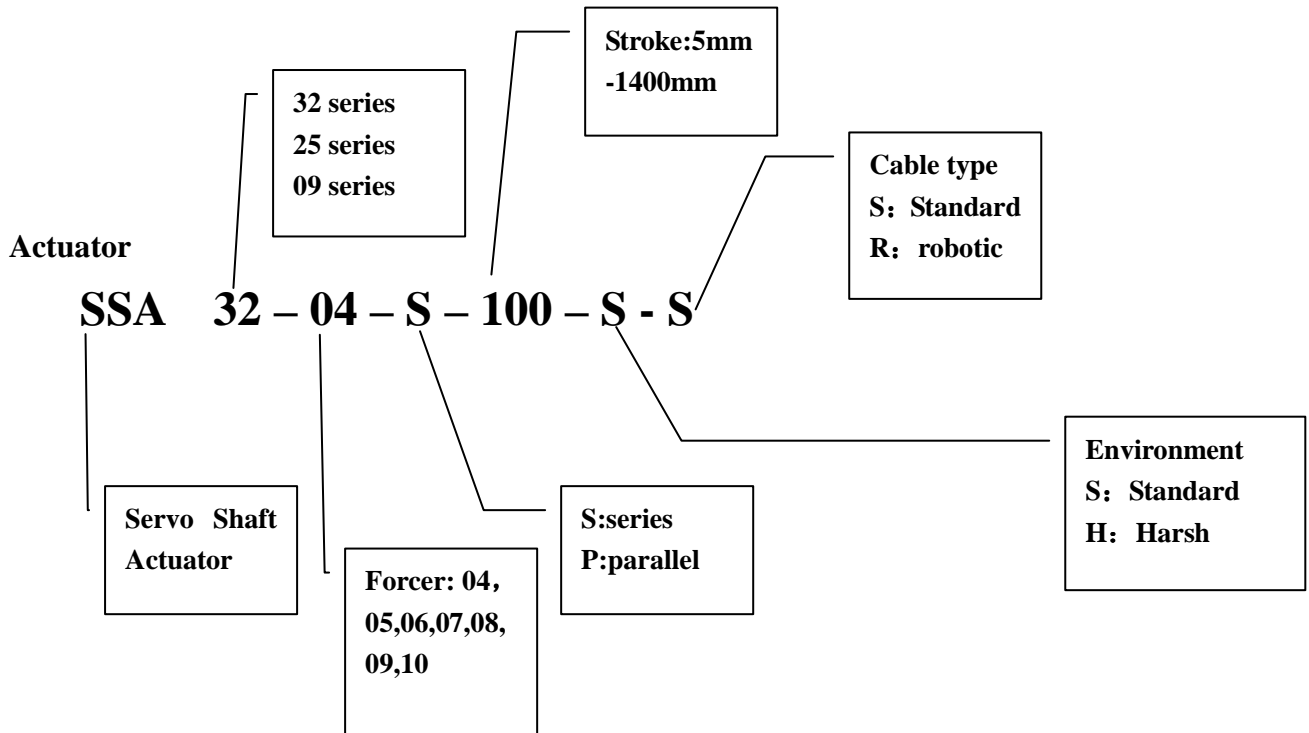 Stroke:5mm
-1400mm
32 series
25 series
09 series
Cable type
S：Standard
R：robotic
Actuator
SSA 32 – 04 – S – 100 – S - S
Environment
S：Standard
H：Harsh
Servo Shaft
Actuator
S:series
P:parallel
Forcer: 04，
05,06,07,08,
09,10